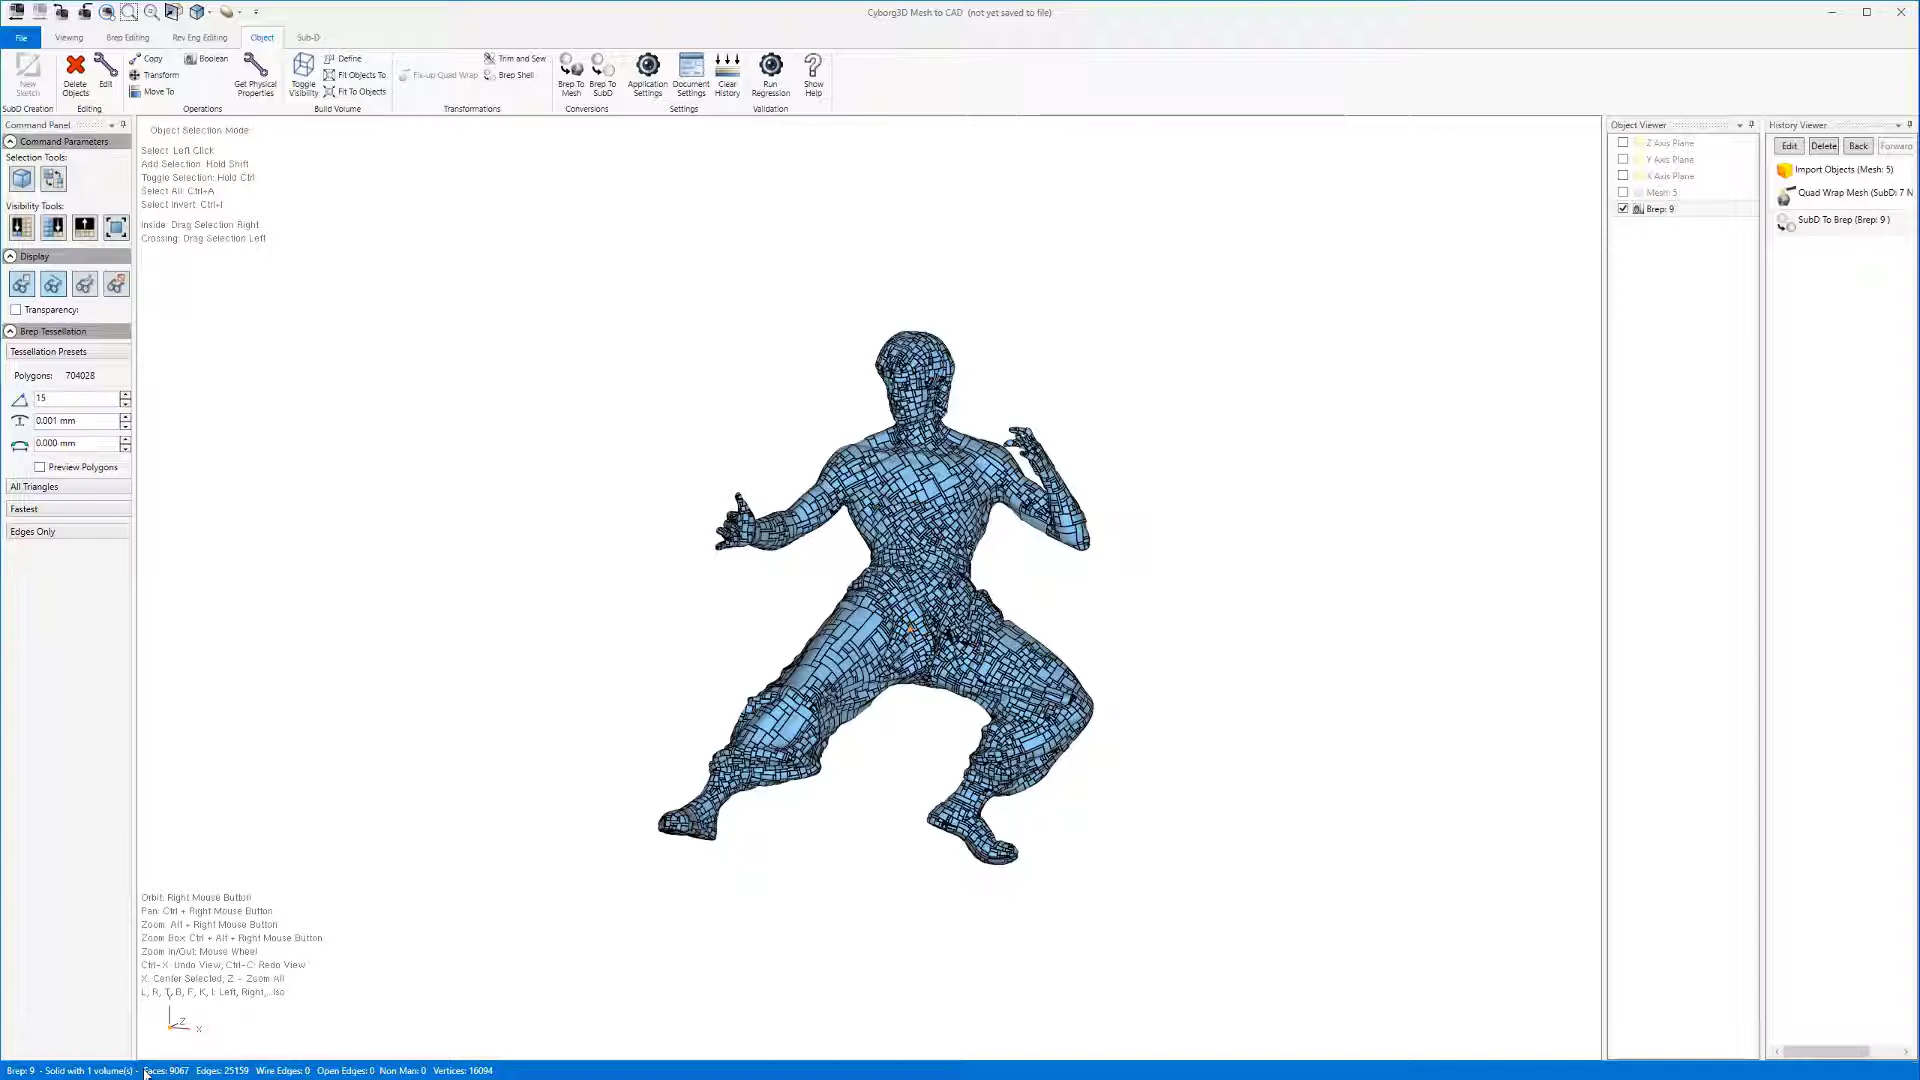 Cyborg3D Mesh to CAD (not yet saved to file)
File Viewing Brep Editing Rev Eng Editing Object Sub-D
New Sketch
Delete Objects
Edit
Copy
Transform
Move To
Boolean
Get Physical Properties
Toggle Visibility
Define
Fit Objects To
Fit To Objects
Fix-up Quad Wrap
Trim and Sew
Brep Shell
Brep To Mesh
Brep To SubD
Application Settings
Document Settings
Clear History
Run Regression
Show Help
SubD Creation Editing Operations Build Volume Transformations Conversions Settings Validation
Command Panel
Command Parameters
Selection Tools:
Visibility Tools:
Display
Transparency:
Brep Tessellation
Tessellation Presets
Polygons: 704028
15
0.001 mm
0.000 mm
Preview Polygons
All Triangles
Fastest
Edges Only
Object Selection Mode:
Select: Left Click
Add Selection: Hold Shift
Toggle Selection: Hold Ctrl
Select All: Ctrl+A
Select Invert: Ctrl+I
Inside: Drag Selection Right
Crossing: Drag Selection Left
Orbit: Right Mouse Button
Pan: Ctrl + Right Mouse Button
Zoom: Alt + Right Mouse Button
Zoom Box: Ctrl + Alt + Right Mouse Button
Zoom In/Out: Mouse Wheel
Ctrl-X: Undo View; Ctrl-C: Redo View
X: Center Selected; Z - Zoom All
L, R, T, B, F, K, I: Left, Right,...Iso
Y
Z
X
Object Viewer
Z Axis Plane
Y Axis Plane
X Axis Plane
Mesh: 5
Brep: 9
History Viewer
Edit Delete Back Forward
Import Objects (Mesh: 5)
Quad Wrap Mesh (SubD: 7 N
SubD To Brep (Brep: 9 )
Brep: 9 - Solid with 1 volume(s) - Faces: 9067 Edges: 25159 Wire Edges: 0 Open Edges: 0 Non Man: 0 Vertices: 16094